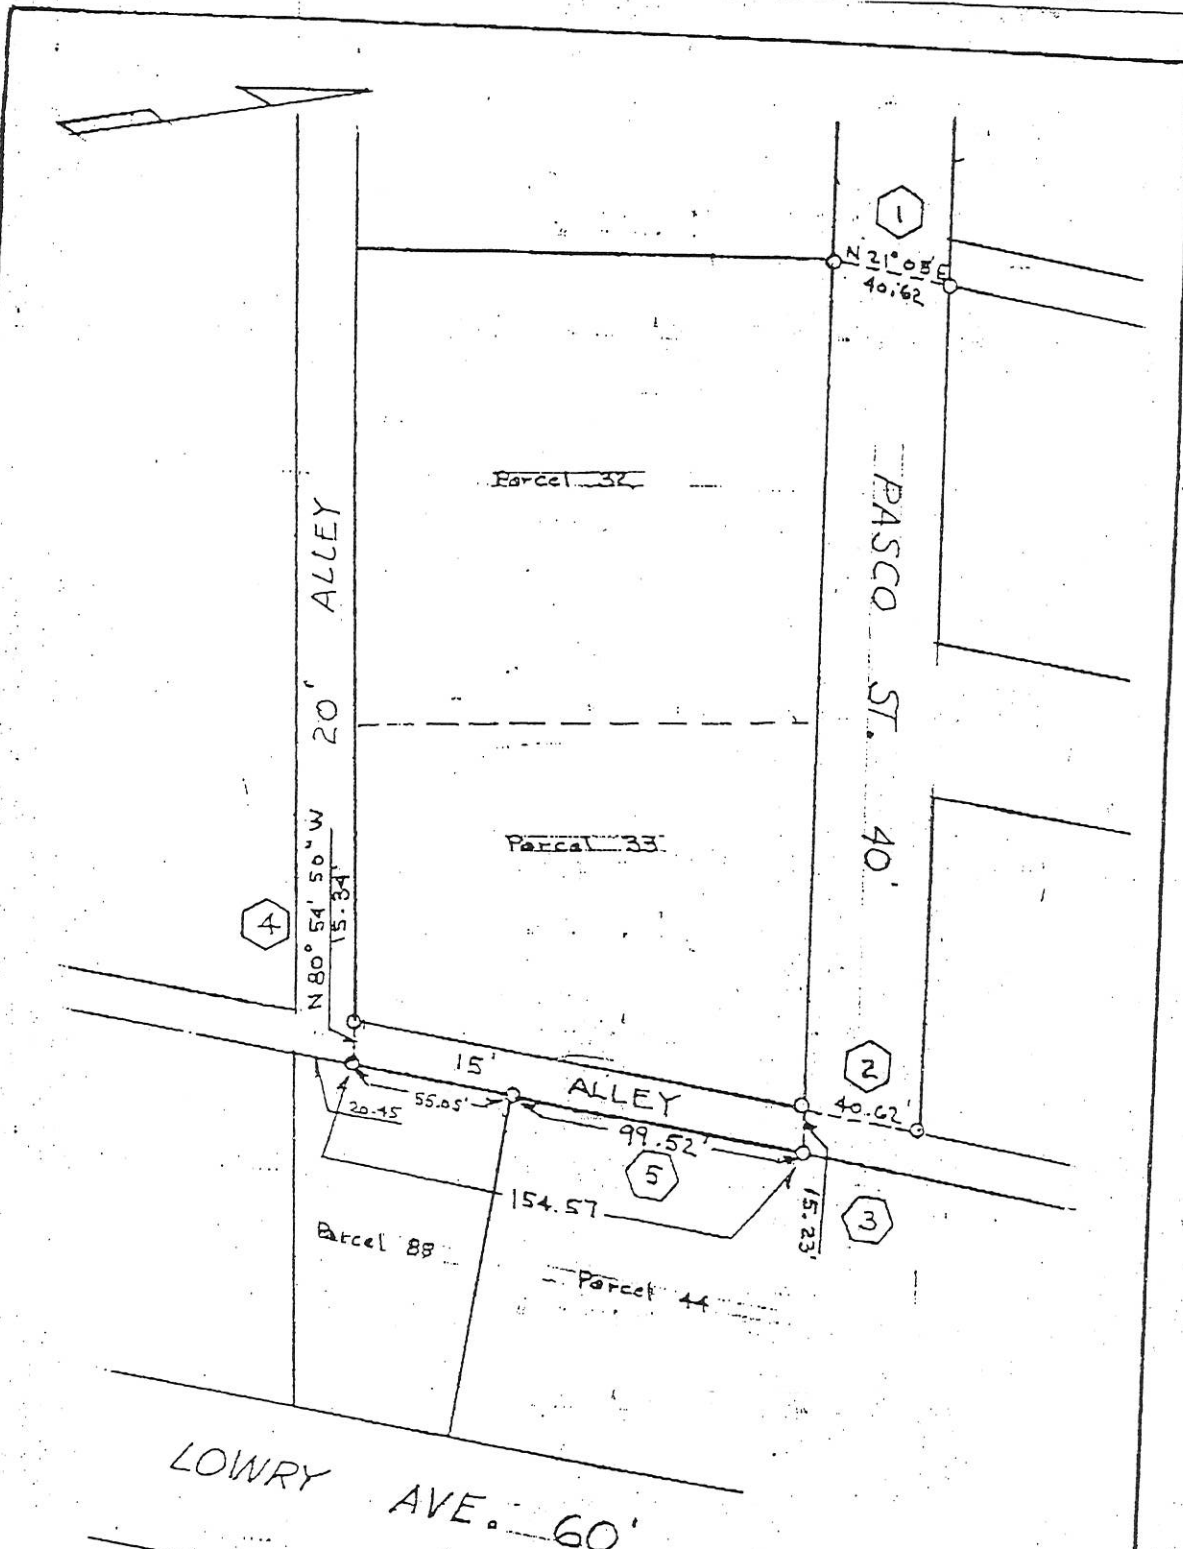 1
N 21° 05' E
40.62
Parcel 32
PASCO ST. 40'
20' ALLEY
Parcel 33
N 80° 54' 50" W
15.34'
4
2
15'
ALLEY
40.62'
55.05'
20.45
99.52'
5
154.57
15.23'
3
Parcel 88
Parcel 44
LOWRY AVE. 60'